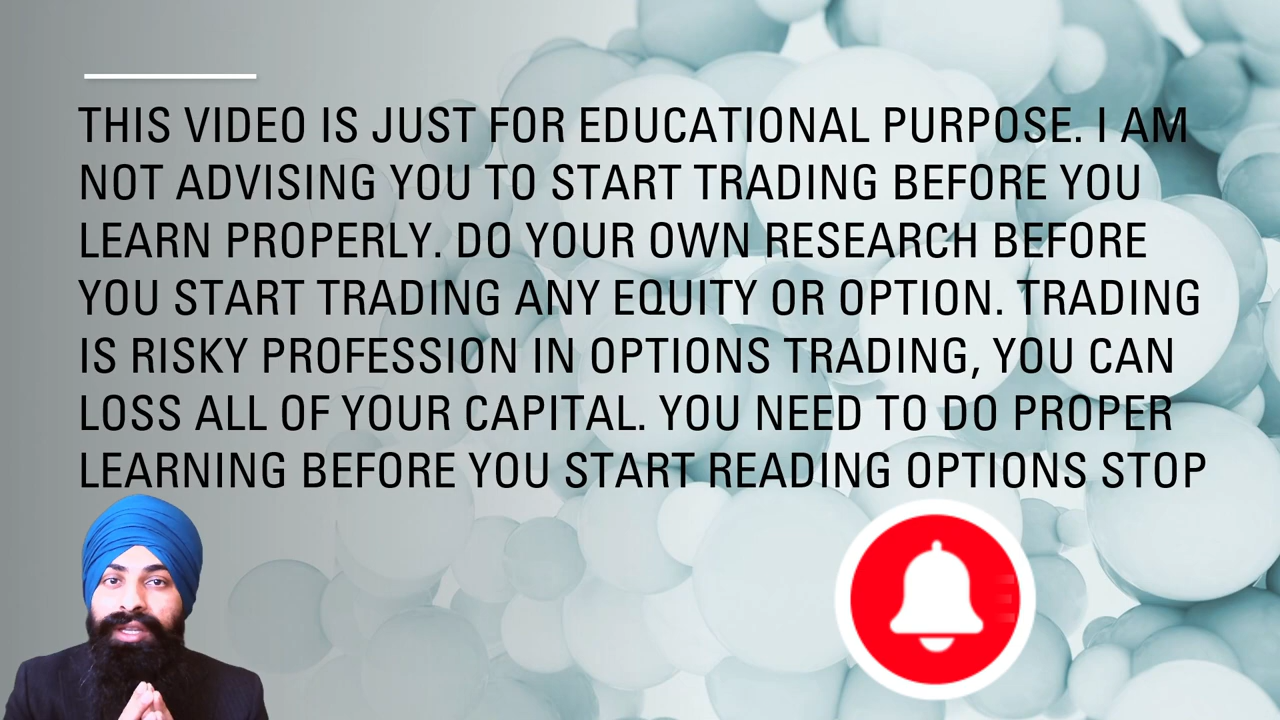 THIS VIDEO IS JUST FOR EDUCATIONAL PURPOSE. I AM
NOT ADVISING YOU TO START TRADING BEFORE YOU
LEARN PROPERLY. DO YOUR OWN RESEARCH BEFORE
YOU START TRADING ANY EQUITY OR OPTION. TRADING
IS RISKY PROFESSION IN OPTIONS TRADING, YOU CAN
LOSS ALL OF YOUR CAPITAL. YOU NEED TO DO PROPER
LEARNING BEFORE YOU START READING OPTIONS STOP